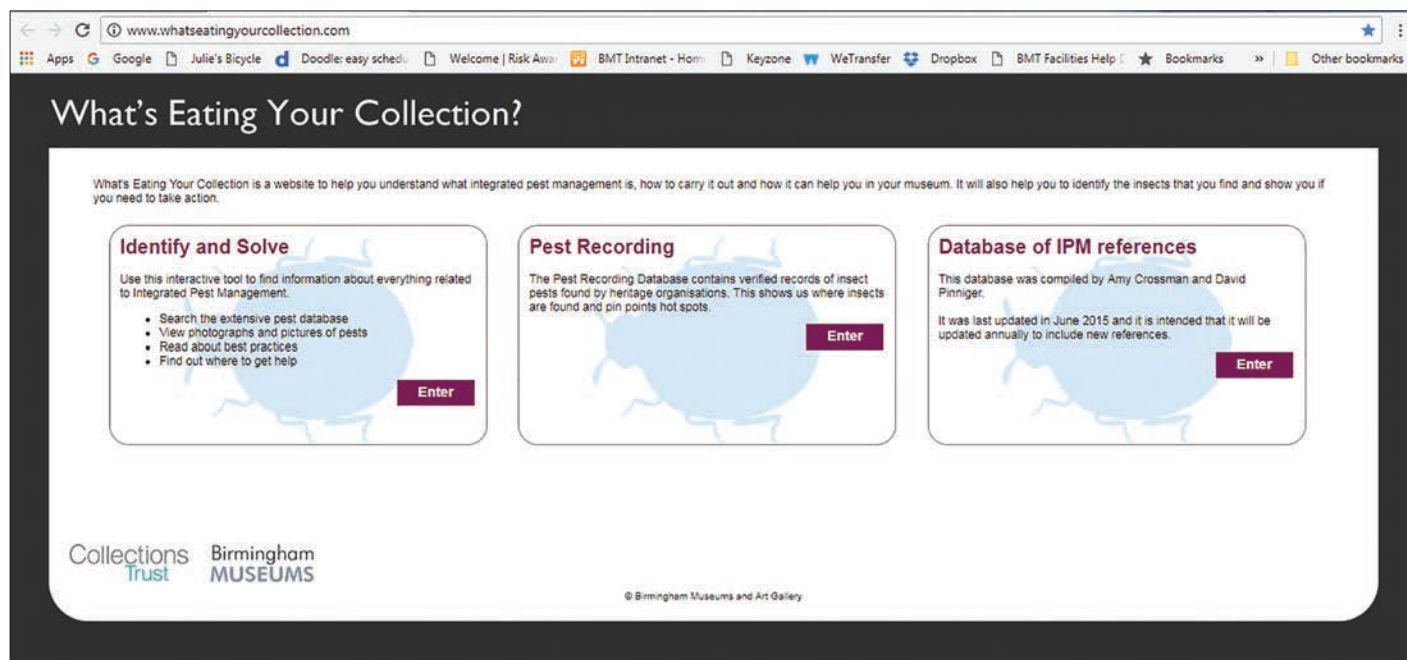 www.whatseatingyourcollection.com
Apps Google Julie's Bicycle Doodle: easy schedu Welcome | Risk Awa BMT Intranet - Hom Keyzone WeTransfer Dropbox BMT Facilities Help Bookmarks » Other bookmarks
What's Eating Your Collection?
What's Eating Your Collection is a website to help you understand what integrated pest management is, how to carry it out and how it can help you in your museum. It will also help you to identify the insects that you find and show you if
you need to take action.
Identify and Solve
Use this interactive tool to find information about everything related
to Integrated Pest Management.
• Search the extensive pest database
• View photographs and pictures of pests
• Read about best practices
• Find out where to get help
Enter
Pest Recording
The Pest Recording Database contains verified records of insect
pests found by heritage organisations. This shows us where insects
are found and pin points hot spots.
Enter
Database of IPM references
This database was compiled by Amy Crossman and David
Pinniger.
It was last updated in June 2015 and it is intended that it will be
updated annually to include new references.
Enter
Collections
Trust
Birmingham
MUSEUMS
© Birmingham Museums and Art Gallery